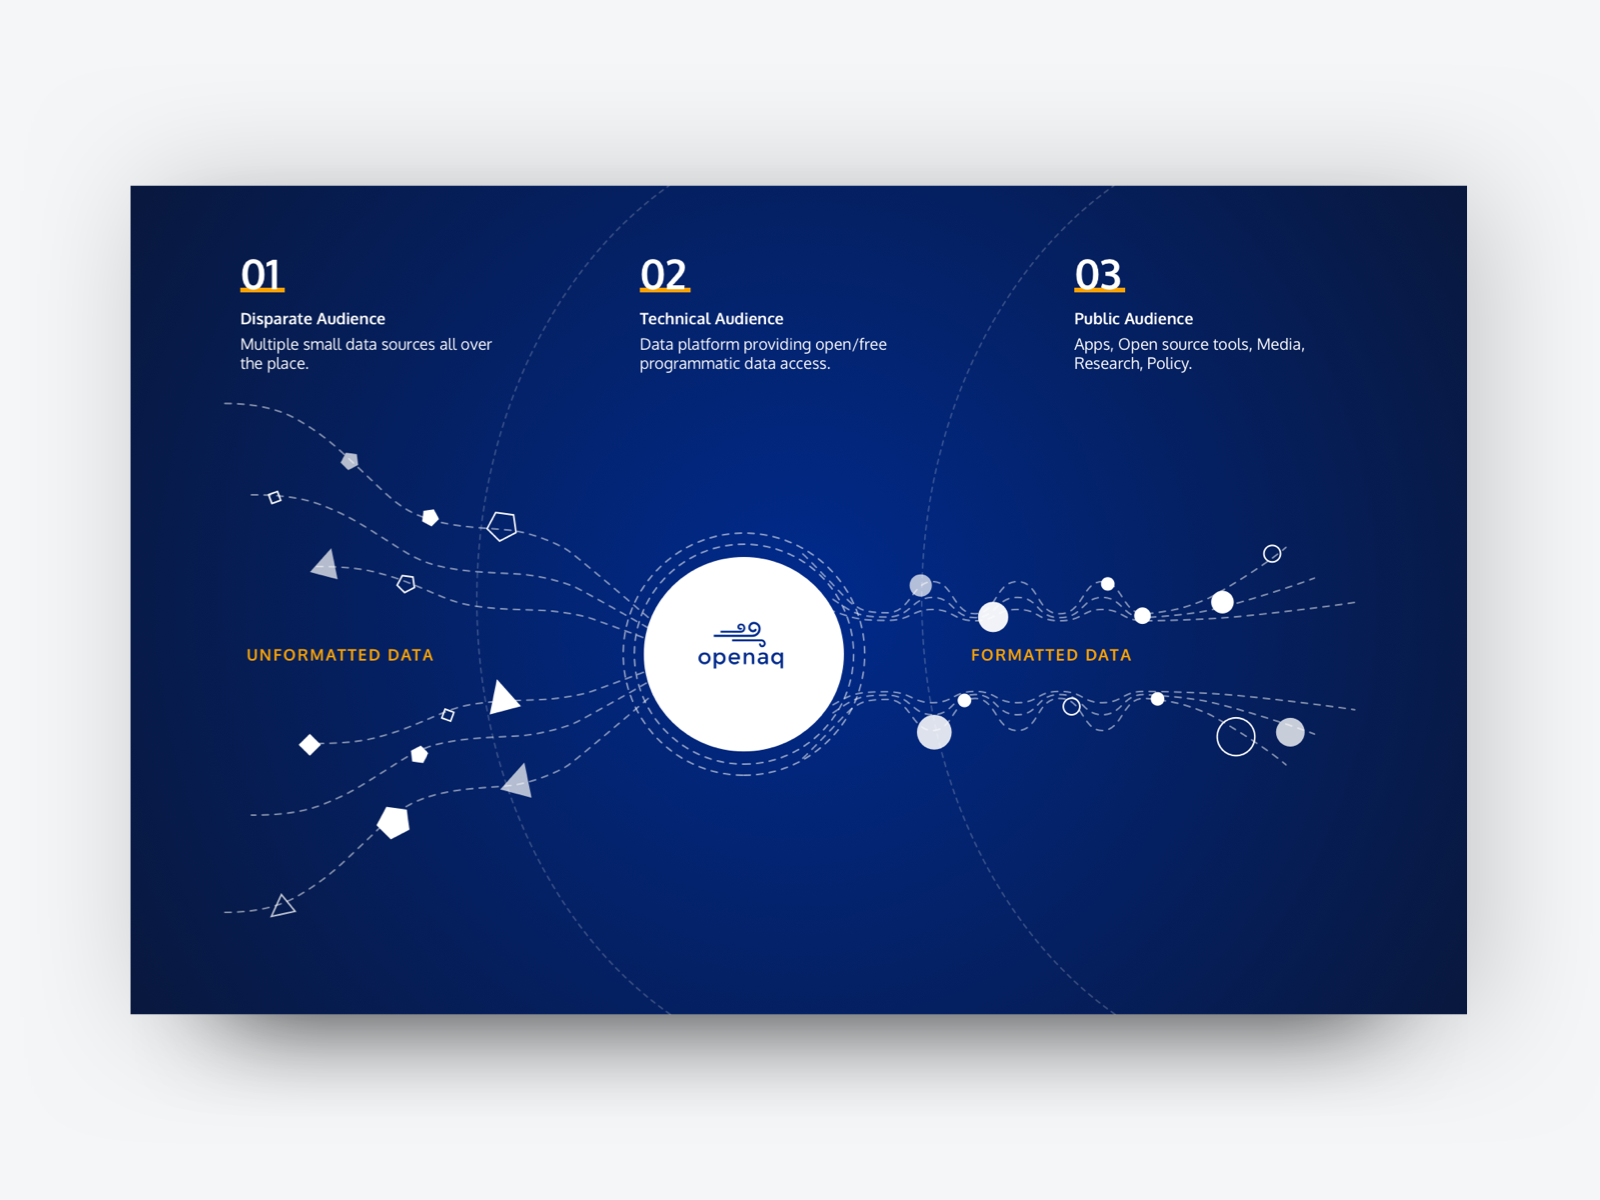 01
Disparate Audience
Multiple small data sources all over
the place.
02
Technical Audience
Data platform providing open/free
programmatic data access.
03
Public Audience
Apps, Open source tools, Media,
Research, Policy.
UNFORMATTED DATA
openaq
FORMATTED DATA